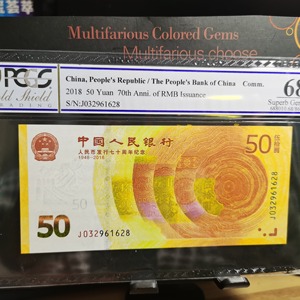 Multifarious Colored Gems
Multifarious choose
PCGS
Gold Shield
China, People's Republic / The People's Bank of China Comm.
2018 50 Yuan 70th Anni. of RMB Issuance
S/N:J032961628
68
Superb Gem
中国人民银行
人民币发行七十周年纪念
1948-2018
50
伍拾圆
50
J032961628
J032961628